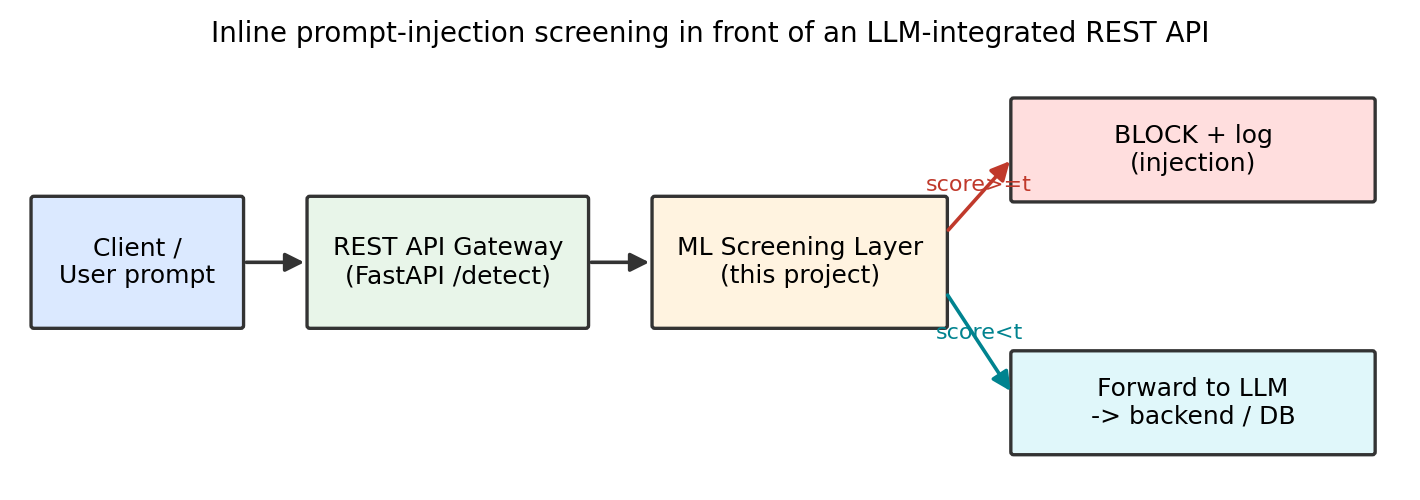 Inline prompt-injection screening in front of an LLM-integrated REST API
Client /
User prompt
REST API Gateway
(FastAPI /detect)
ML Screening Layer
(this project)
score>=t
BLOCK + log
(injection)
score<t
Forward to LLM
-> backend / DB